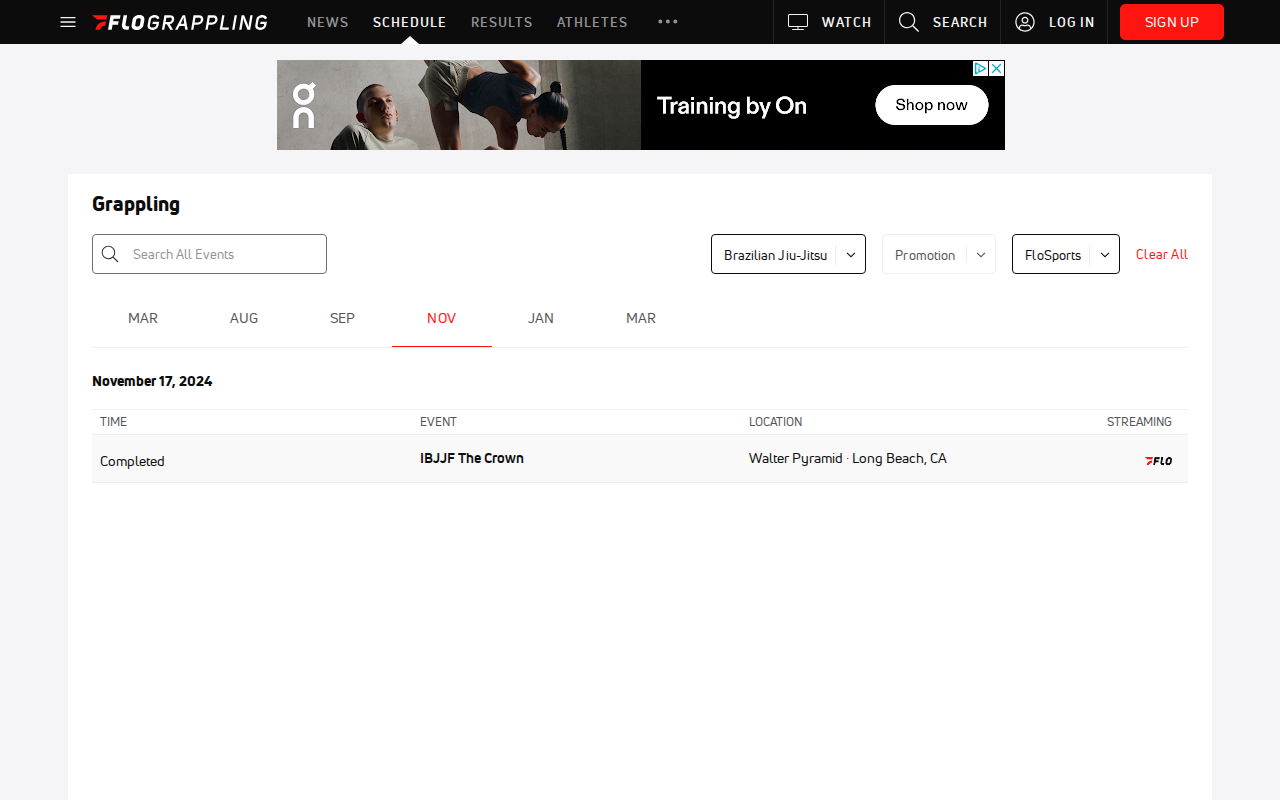 FLOGRAPPLING NEWS SCHEDULE RESULTS ATHLETES WATCH SEARCH LOG IN SIGN UP
on Training by On Shop now
Grappling
Search All Events Brazilian Jiu-Jitsu Promotion FloSports Clear All
MAR AUG SEP NOV JAN MAR
November 17, 2024
TIME EVENT LOCATION STREAMING
Completed IBJJF The Crown Walter Pyramid · Long Beach, CA FLO